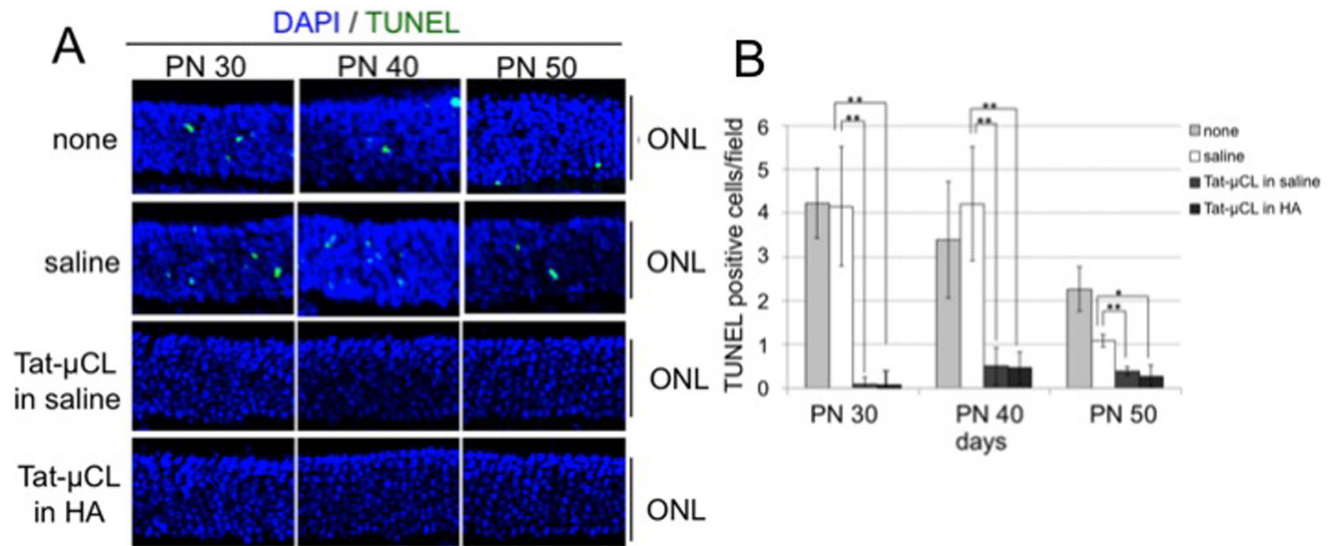 A
DAPI / TUNEL
PN 30 PN 40 PN 50
none
ONL
saline
ONL
Tat-µCL
in saline
ONL
Tat-µCL
in HA
ONL
B
TUNEL positive cells/field
6
5
4
3
2
1
0
** **
** **
* **
PN 30 PN 40 PN 50
days
none
saline
Tat-µCL in saline
Tat-µCL in HA